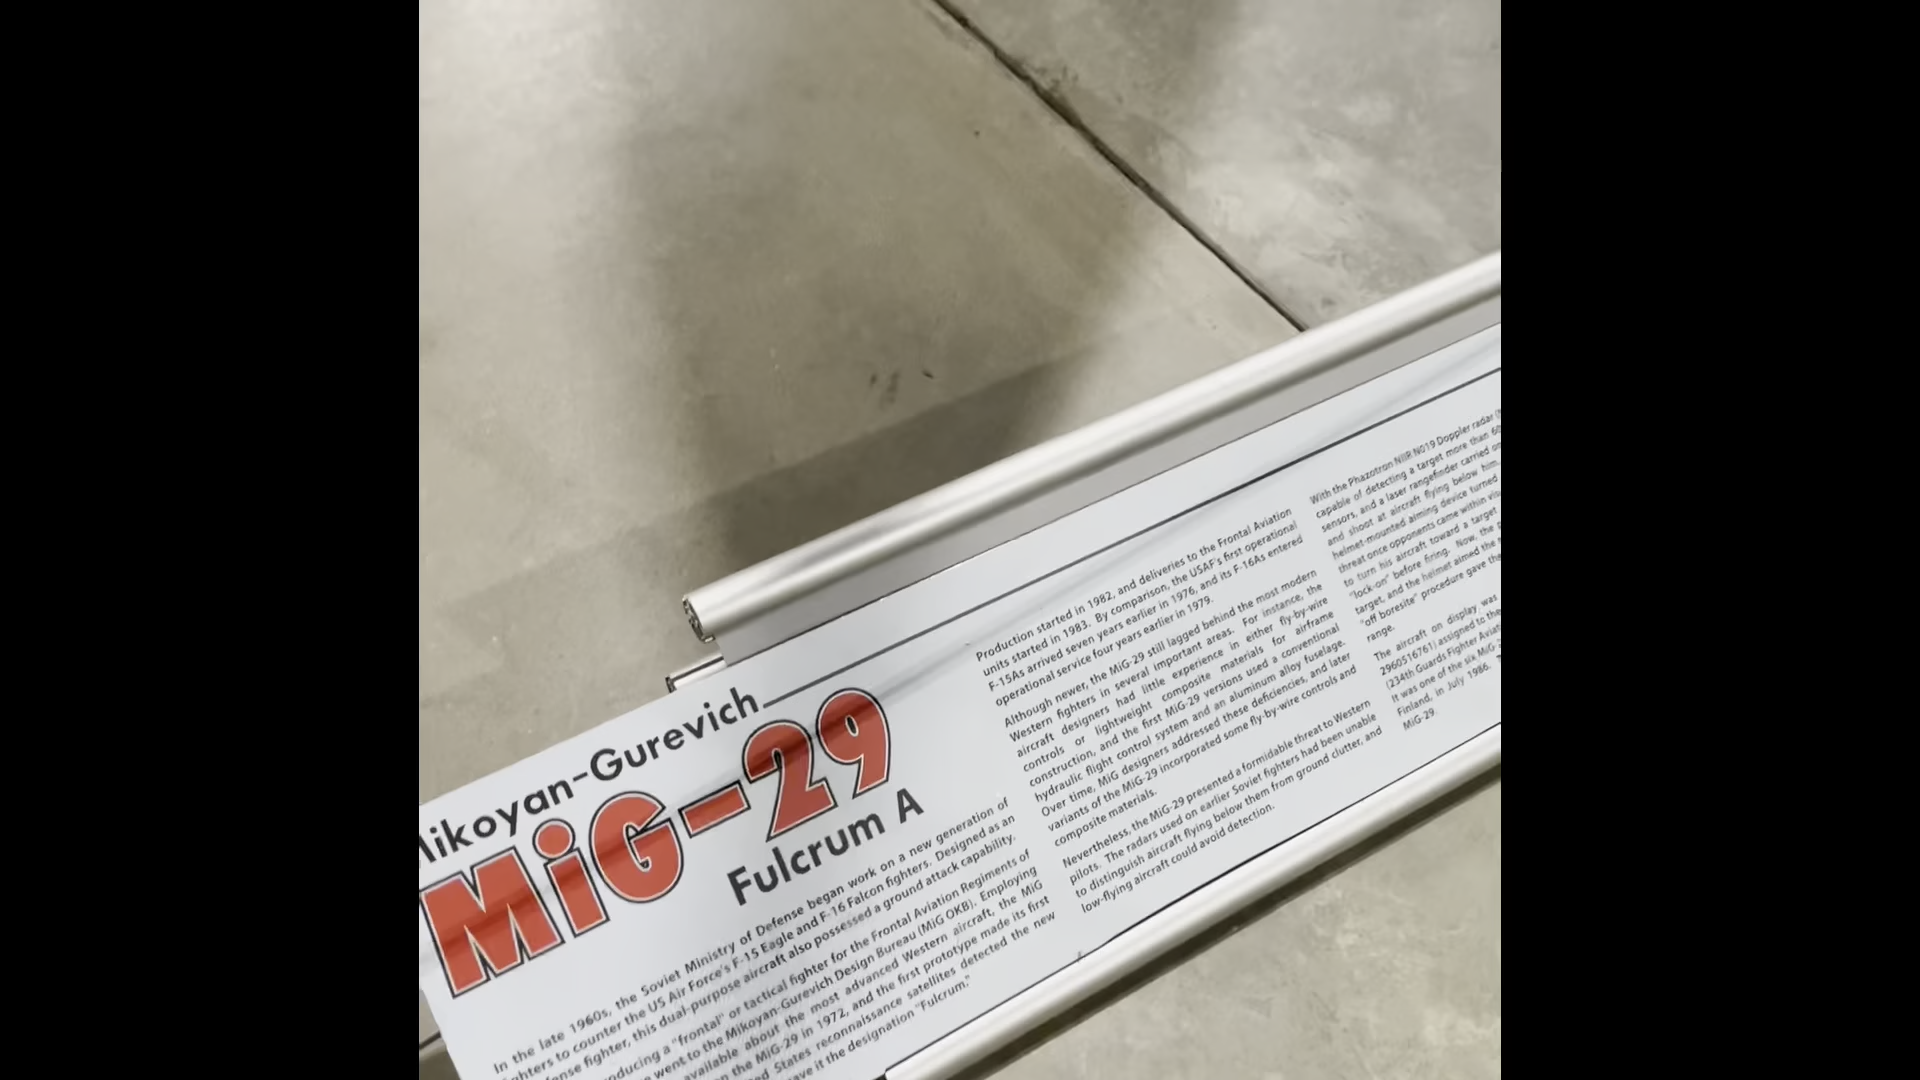 Mikoyan-Gurevich
MiG-29
Fulcrum A
In the late 1960s, the Soviet Ministry of Defense began work on a new generation of
fighters to counter the US Air Force's F-15 Eagle and F-16 Falcon fighters. Designed as an
fense fighter, this dual-purpose aircraft also possessed a ground attack capability.
oducing a "frontal" or tactical fighter for the Frontal Aviation Regiments of
went to the Mikoyan-Gurevich Design Bureau (MiG OKB). Employing
available about the most advanced Western aircraft, the MiG
the MiG-29 in 1972, and the first prototype made its first
ed States reconnaissance satellites detected the new
ave it the designation "Fulcrum."
Production started in 1982, and deliveries to the Frontal Aviation
units started in 1983. By comparison, the USAF's first operational
F-15As arrived seven years earlier in 1976, and its F-16As entered
operational service four years earlier in 1979.
Although newer, the MiG-29 still lagged behind the most modern
Western fighters in several important areas. For instance, the
aircraft designers had little experience in either fly-by-wire
controls or lightweight composite materials for airframe
construction, and the first MiG-29 versions used a conventional
hydraulic flight control system and an aluminum alloy fuselage.
Over time, MiG designers addressed these deficiencies, and later
variants of the MiG-29 incorporated some fly-by-wire controls and
composite materials.
Nevertheless, the MiG-29 presented a formidable threat to Western
pilots. The radars used on earlier Soviet fighters had been unable
to distinguish aircraft flying below them from ground clutter, and
low-flying aircraft could avoid detection.
With the Phazotron NIIR N019 Doppler radar
capable of detecting a target more than 60
sensors, and a laser rangefinder carried on
and shoot at aircraft flying below him.
helmet-mounted aiming device turned
threat once opponents came within vis
to turn his aircraft toward a target
"lock-on" before firing. Now, the p
target, and the helmet aimed the
"off boresite" procedure gave the
range.
The aircraft on display was
2960516761) assigned to the
(234th Guards Fighter Aviat
It was one of the six MiG-
Finland, in July 1986.
MiG-29.